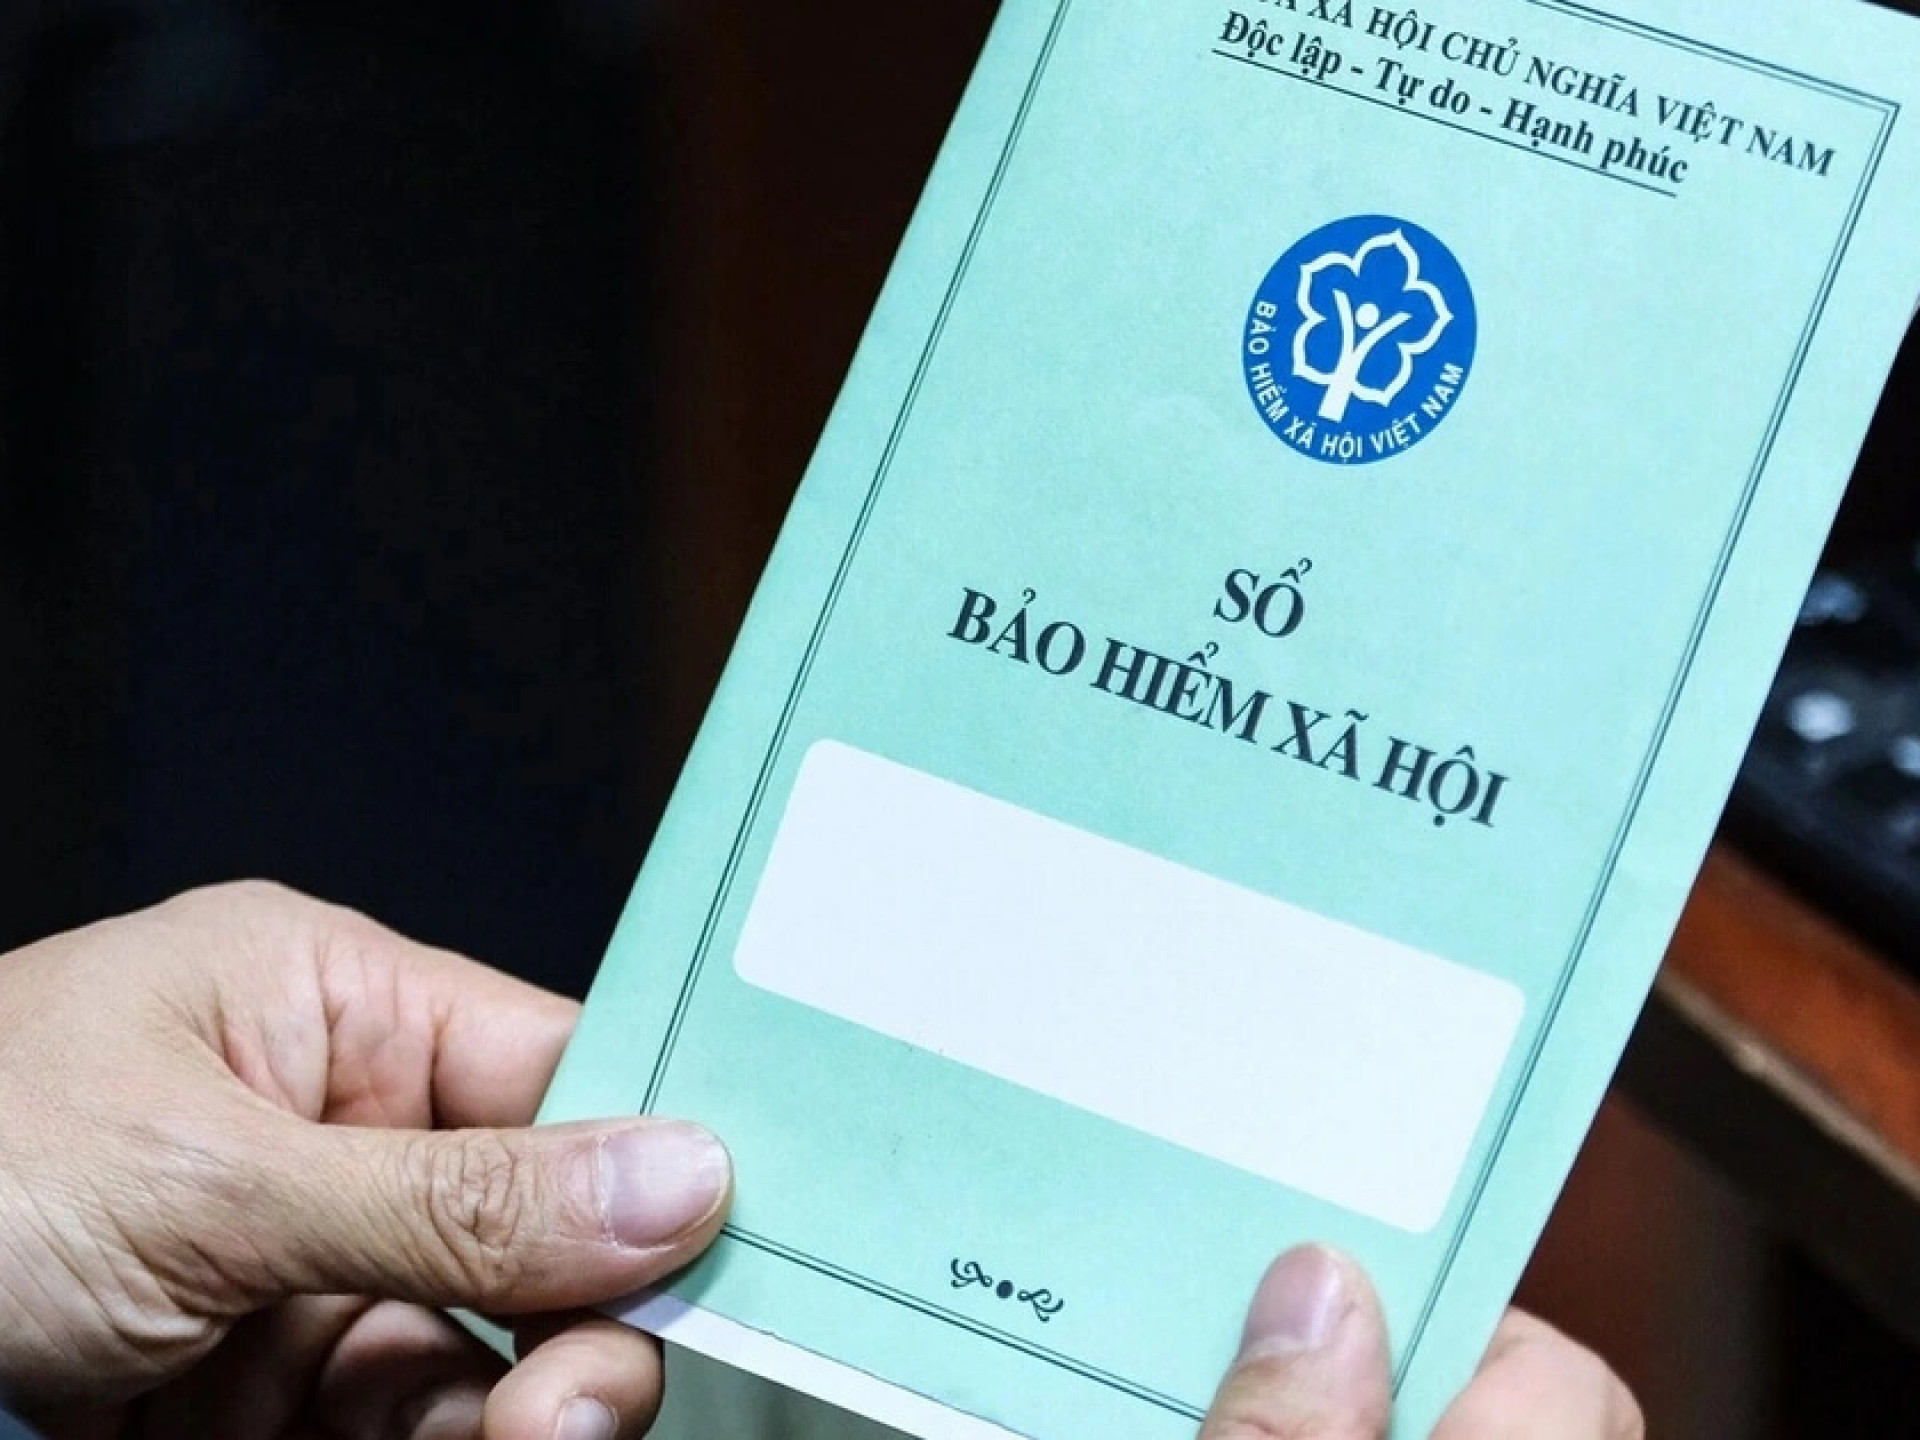 XÃ HỘI CHỦ NGHĨA VIỆT NAM
Độc lập - Tự do - Hạnh phúc
BẢO HIỂM XÃ HỘI VIỆT NAM
SỔ
BẢO HIỂM XÃ HỘI